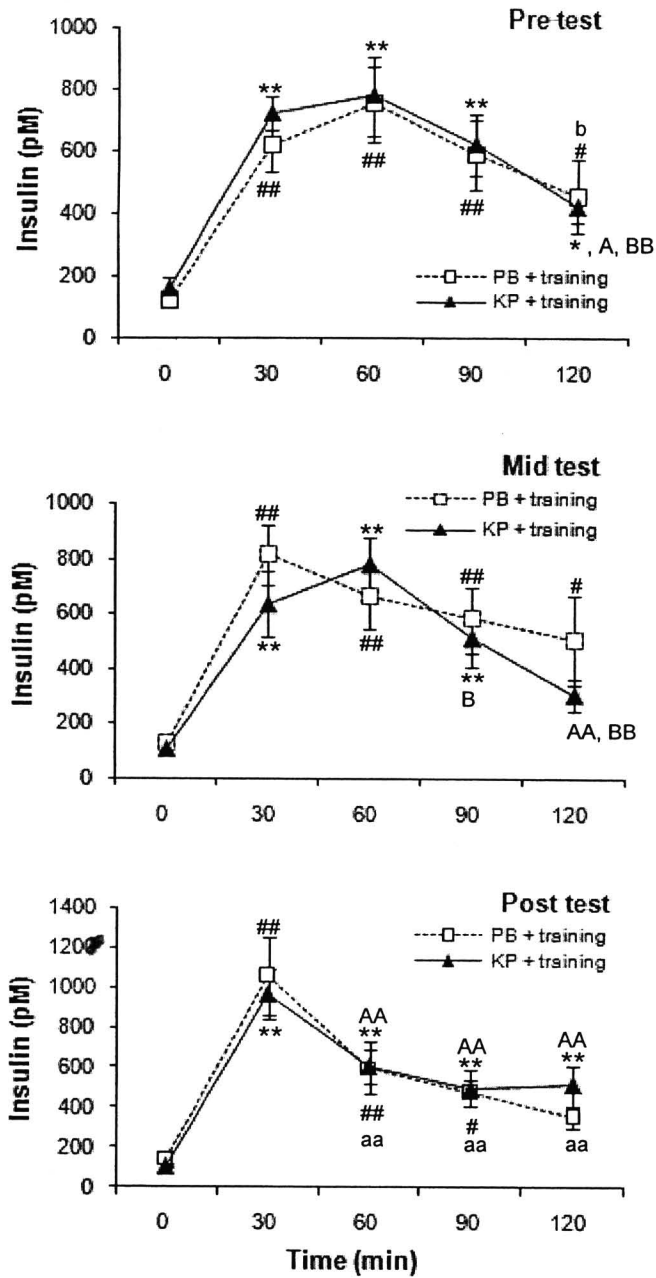 Pre test
1000
**
**
**
800
b
#
600
##
##
##
400
* , A, BB
200
PB + training
KP + training
0
Insulin (pM)
0 30 60 90 120
Mid test
1000
PB + training
KP + training
##
**
800
##
#
600
**
##
**
B
400
200
AA, BB
0
Insulin (pM)
0 30 60 90 120
Post test
1400
PB + training
KP + training
##
1200
1000
**
AA
**
AA
**
AA
**
800
600
##
aa
#
aa
aa
400
200
0
Insulin (pM)
0 30 60 90 120
Time (min)